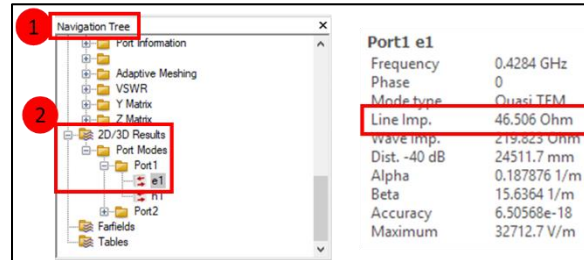 1
Navigation Tree
Port Information
Adaptive Meshing
VSWR
Y Matrix
Z Matrix
2
2D/3D Results
Port Modes
Port1
e1
h1
Port2
Farfields
Tables
Port1 e1
Frequency 0.4284 GHz
Phase 0
Mode type Quasi TEM
Line Imp. 46.506 Ohm
Wave Imp. 219.823 Ohm
Dist. -40 dB 24511.7 mm
Alpha 0.187876 1/m
Beta 15.6364 1/m
Accuracy 6.50568e-18
Maximum 32712.7 V/m